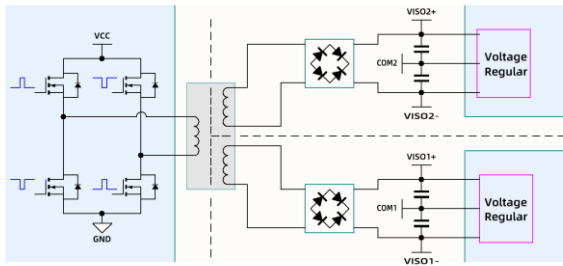 VCC
GND
VISO2+
COM2
VISO2-
Voltage
Regular
VISO1+
COM1
VISO1-
Voltage
Regular